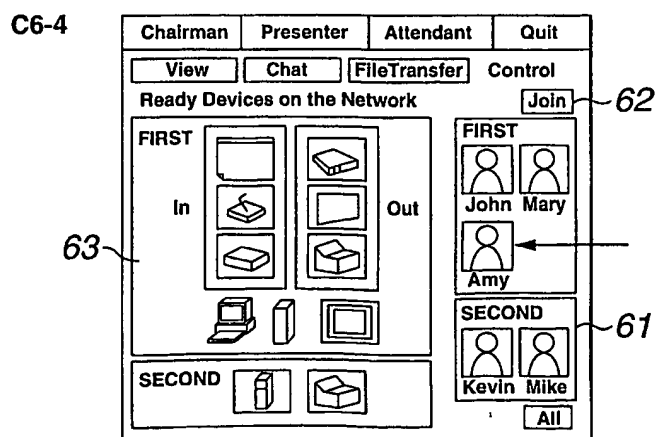 C6-4
Chairman Presenter Attendant Quit
View Chat FileTransfer Control
Ready Devices on the Network Join 62
FIRST FIRST
In Out John Mary
63
Amy
SECOND 61
SECOND Kevin Mike
All